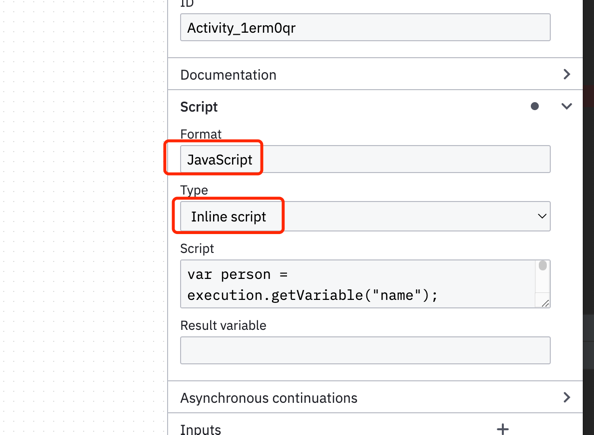 ID
Activity_1erm0qr
Documentation
Script
Format
JavaScript
Type
Inline script
Script
var person =
execution.getVariable("name");
Result variable
Asynchronous continuations
Inputs